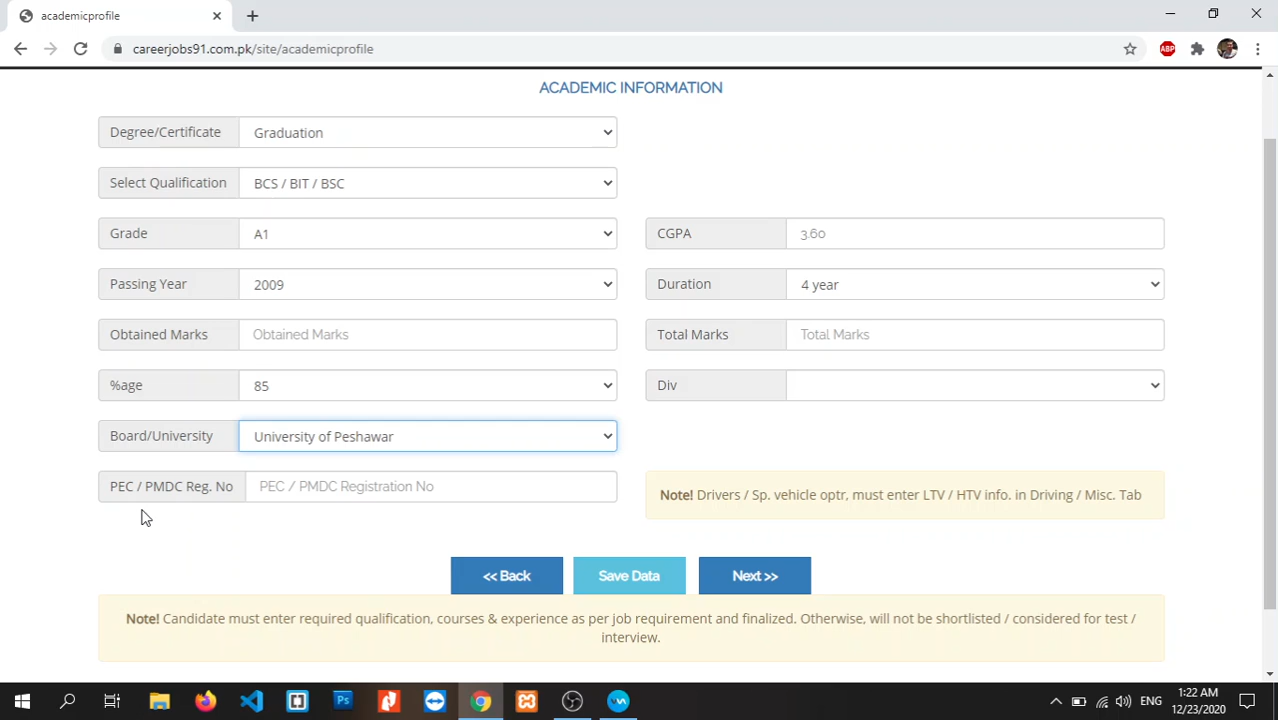 academicprofile
careerjobs91.com.pk/site/academicprofile
ABP
ACADEMIC INFORMATION
Degree/Certificate Graduation
Select Qualification BCS / BIT / BSC
Grade A1 CGPA 3.60
Passing Year 2009 Duration 4 year
Obtained Marks Obtained Marks Total Marks Total Marks
%age 85 Div
Board/University University of Peshawar
PEC / PMDC Reg. No PEC / PMDC Registration No
Note! Drivers / Sp. vehicle optr, must enter LTV / HTV info. in Driving / Misc. Tab
<< Back Save Data Next >>
Note! Candidate must enter required qualification, courses & experience as per job requirement and finalized. Otherwise, will not be shortlisted / considered for test /
interview.
Ps
ENG
1:22 AM
12/23/2020